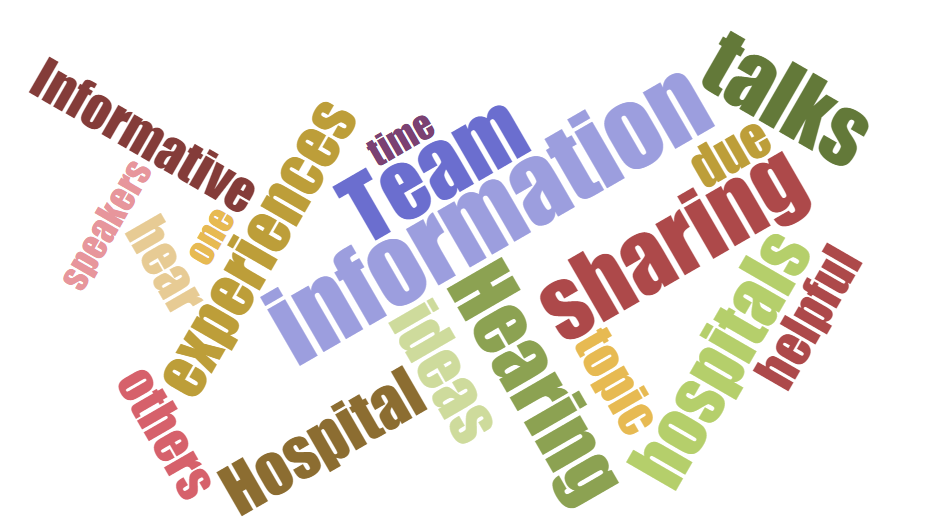 Informative
speakers
hear
one
experiences
time
Team
information
talks
due
sharing
ideas
Hearing
topic
hospitals
helpful
others
Hospital